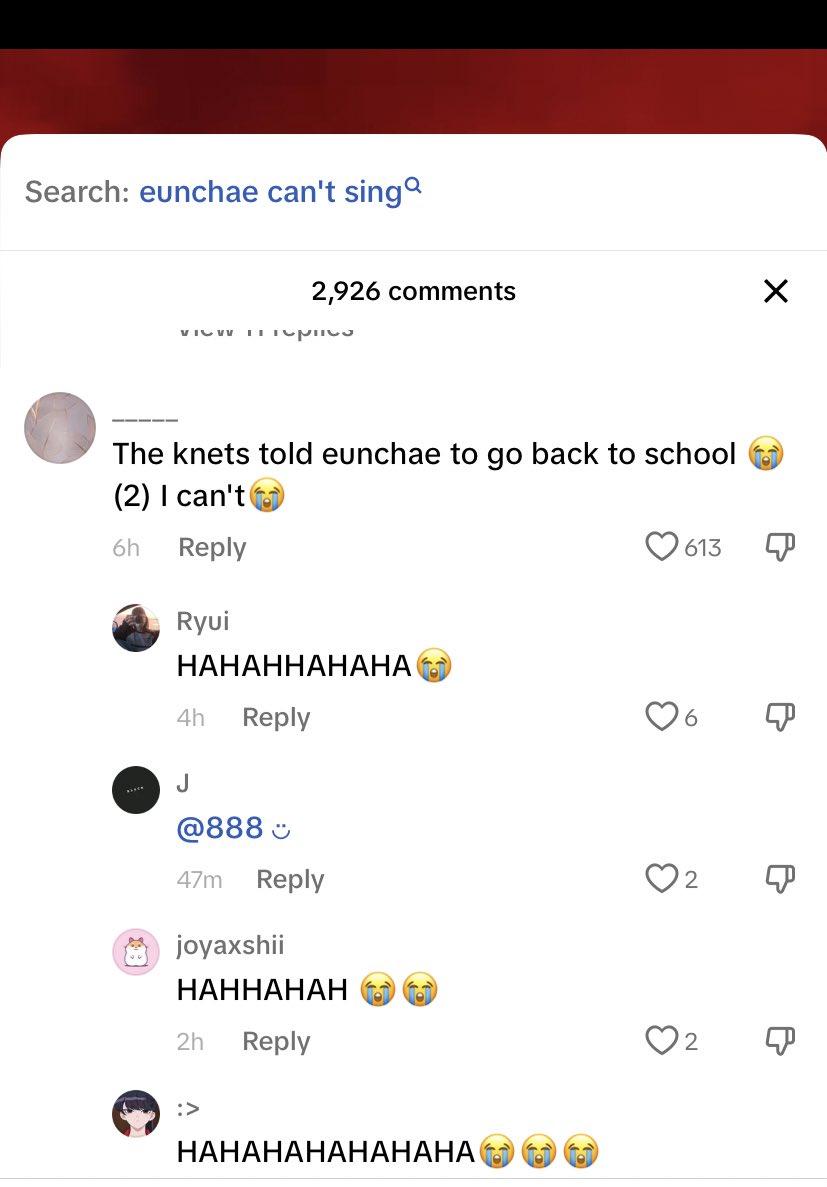 Search: eunchae can't sing
2,926 comments
View 11 replies
_____
The knets told eunchae to go back to school 😭
(2) I can't😭
6h Reply 613
Ryui
HAHAHHAHAHA😭
4h Reply 6
J
@888 ت
47m Reply 2
joyaxshii
HAHHAHAH 😭😭
2h Reply 2
:>
HAHAHAHAHAHAHA😭😭😭